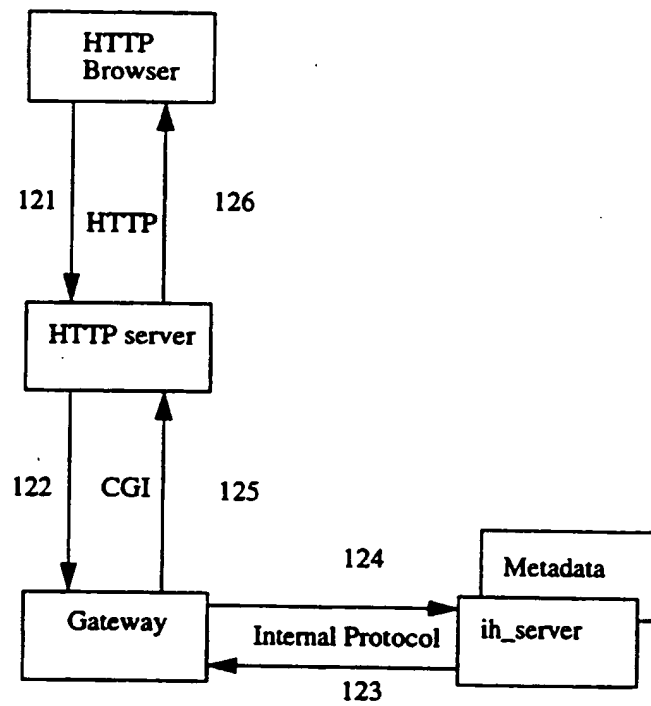 HTTP
Browser
121
HTTP
126
HTTP server
122
CGI
125
124
Metadata
Gateway
Internal Protocol
ih_server
123